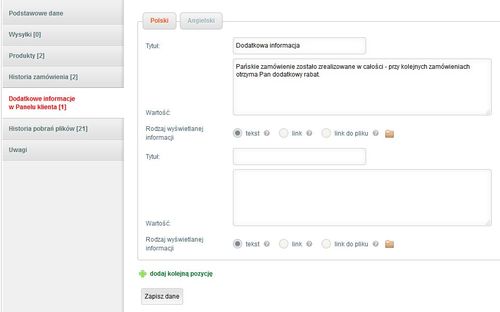 Podstawowe dane
Wysyłki [0]
Produkty [2]
Historia zamówienia [2]
Dodatkowe informacje
w Panelu klienta [1]
Historia pobrań plików [21]
Uwagi
Polski
Angielski
Tytuł:
Dodatkowa informacja
Pańskie zamówienie zostało zrealizowane w całości - przy kolejnych zamówieniach
otrzyma Pan dodatkowy rabat.
Wartość:
Rodzaj wyświetlanej
informacji
tekst ? link ? link do pliku ?
Tytuł:
Wartość:
Rodzaj wyświetlanej
informacji
tekst ? link ? link do pliku ?
dodaj kolejną pozycję
Zapisz dane